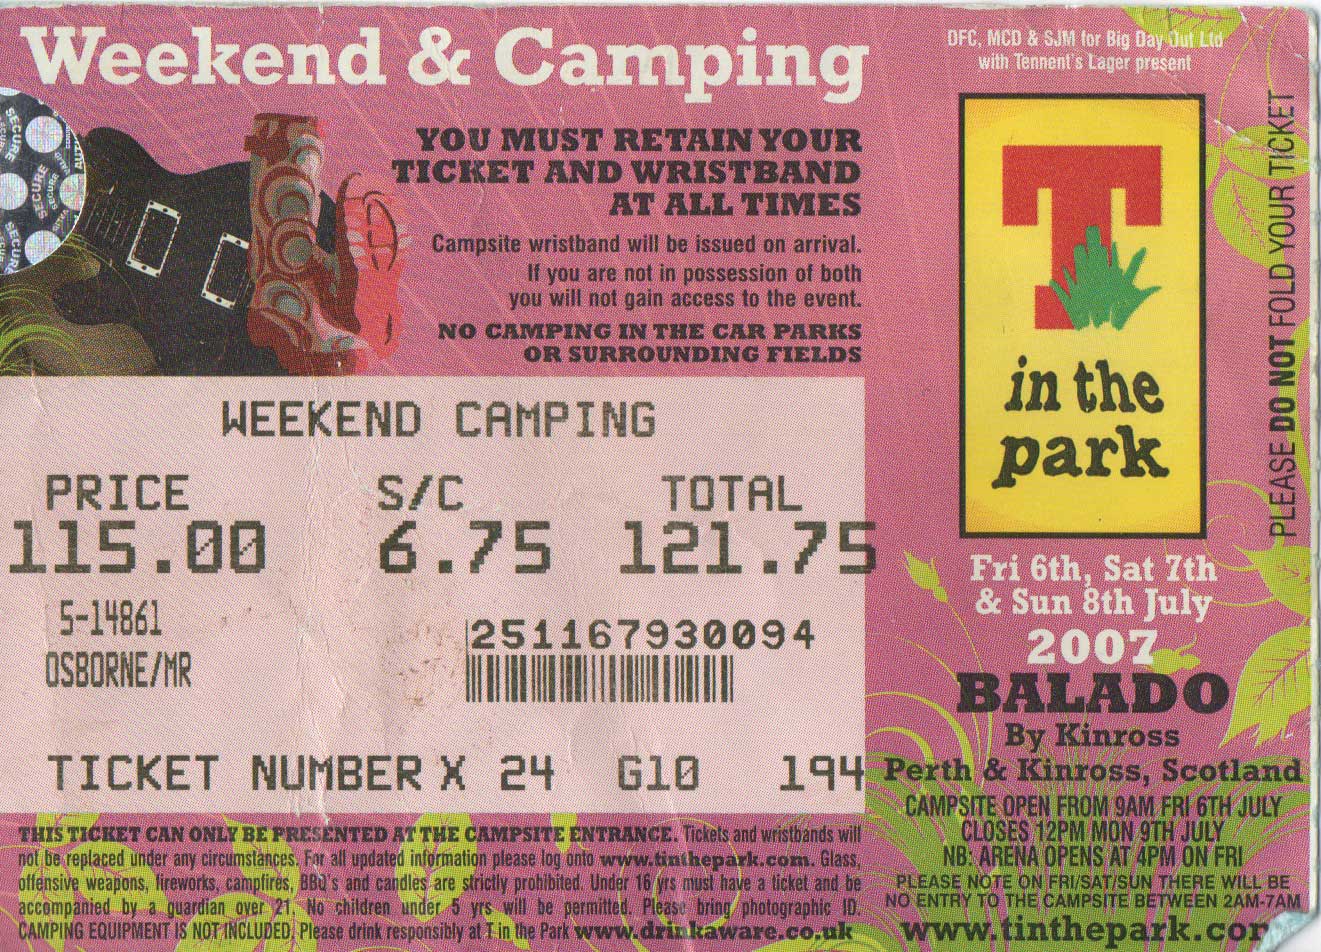 Weekend & Camping
SECURE
YOU MUST RETAIN YOUR
TICKET AND WRISTBAND
AT ALL TIMES
Campsite wristband will be issued on arrival.
If you are not in possession of both
you will not gain access to the event.
NO CAMPING IN THE CAR PARKS
OR SURROUNDING FIELDS
WEEKEND CAMPING
PRICE S/C TOTAL
115.00 6.75 121.75
S-14861
OSBORNE/MR
251167930094
TICKET NUMBER X 24 G10 194
THIS TICKET CAN ONLY BE PRESENTED AT THE CAMPSITE ENTRANCE. Tickets and wristbands will
not be replaced under any circumstances. For all updated information please log onto www.tinthepark.com. Glass,
offensive weapons, fireworks, campfires, BBQ's and candles are strictly prohibited. Under 16 yrs must have a ticket and be
accompanied by a guardian over 21. No children under 5 yrs will be permitted. Please bring photographic ID.
CAMPING EQUIPMENT IS NOT INCLUDED. Please drink responsibly at T in the Park www.drinkaware.co.uk
DFC, MCD & SJM for Big Day Out Ltd
with Tennent's Lager present
T
in the
park
PLEASE DO NOT FOLD YOUR TICKET
Fri 6th, Sat 7th
& Sun 8th July
2007
BALADO
By Kinross
Perth & Kinross, Scotland
CAMPSITE OPEN FROM 9AM FRI 6TH JULY
CLOSES 12PM MON 9TH JULY
NB: ARENA OPENS AT 4PM ON FRI
PLEASE NOTE ON FRI/SAT/SUN THERE WILL BE
NO ENTRY TO THE CAMPSITE BETWEEN 2AM-7AM
www.tinthepark.com